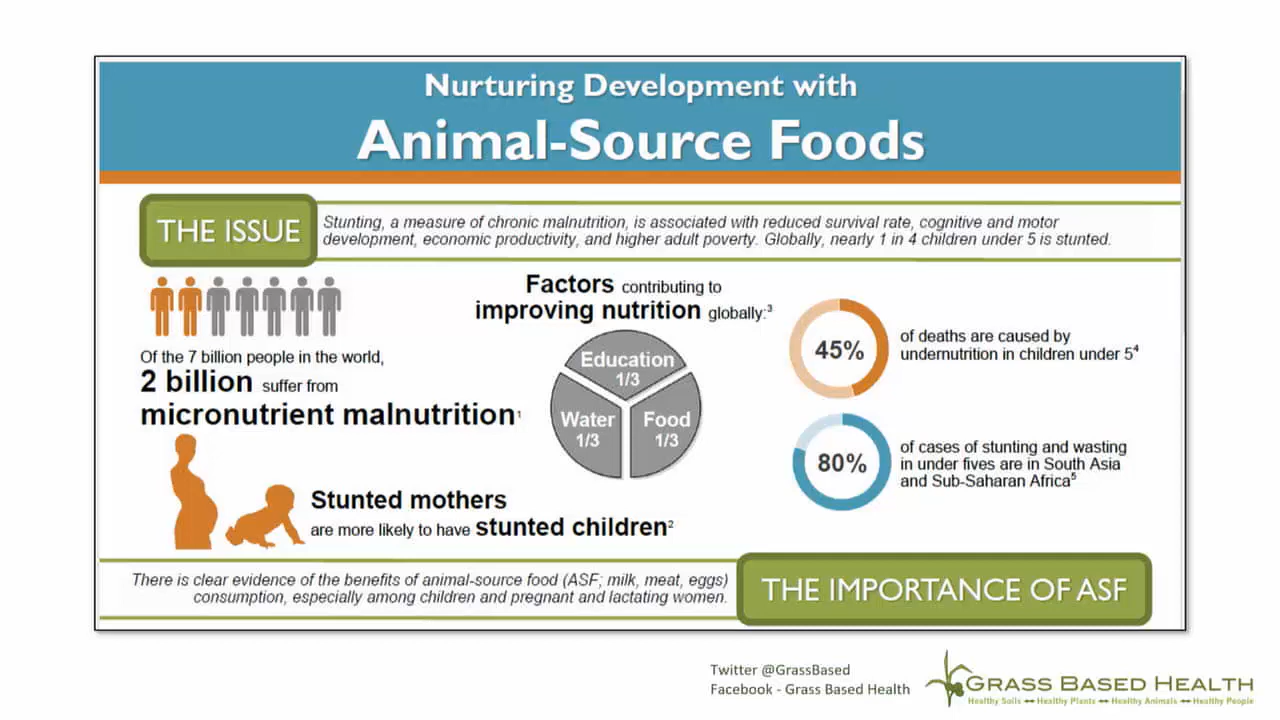 Nurturing Development with
Animal-Source Foods
THE ISSUE
Stunting, a measure of chronic malnutrition, is associated with reduced survival rate, cognitive and motor
development, economic productivity, and higher adult poverty. Globally, nearly 1 in 4 children under 5 is stunted.
Of the 7 billion people in the world,
2 billion suffer from
micronutrient malnutrition¹
Factors contributing to
improving nutrition globally:³
Education
1/3
Water
1/3
Food
1/3
45%
of deaths are caused by
undernutrition in children under 5⁴
80%
of cases of stunting and wasting
in under fives are in South Asia
and Sub-Saharan Africa⁵
Stunted mothers
are more likely to have stunted children²
There is clear evidence of the benefits of animal-source food (ASF; milk, meat, eggs)
consumption, especially among children and pregnant and lactating women.
THE IMPORTANCE OF ASF
Twitter @GrassBased
Facebook - Grass Based Health
GRASS BASED HEALTH
Healthy Soils ↔ Healthy Plants ↔ Healthy Animals ↔ Healthy People